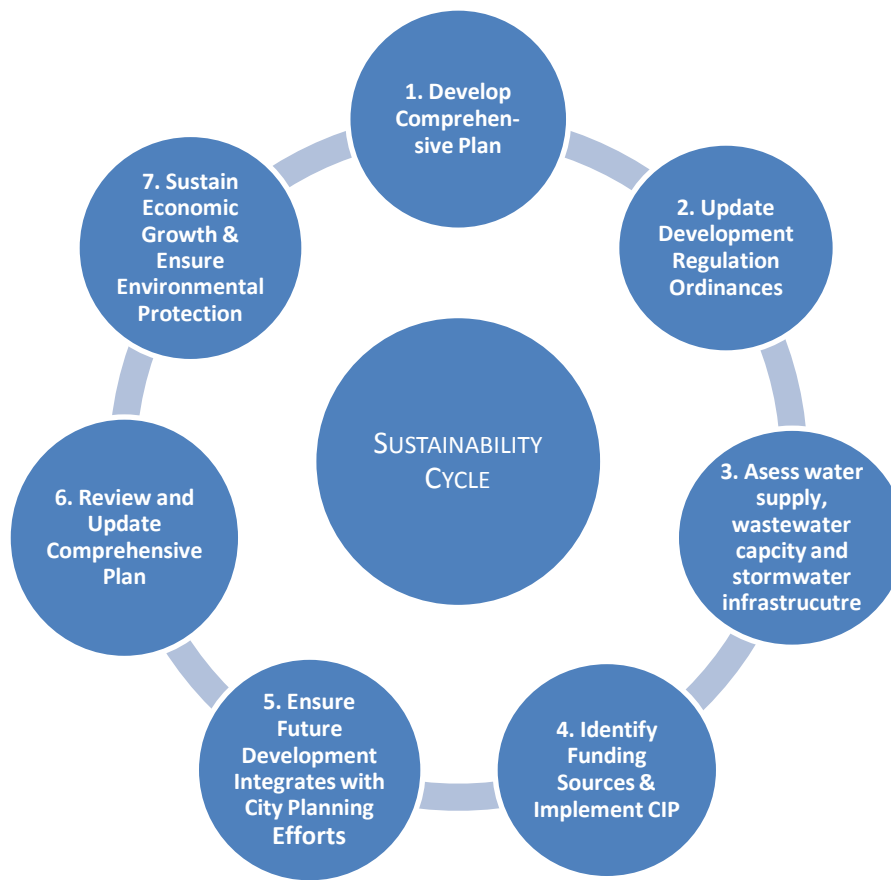 1. Develop
Comprehen-
sive Plan
2. Update
Development
Regulation
Ordinances
3. Asess water
supply,
wastewater
capcity and
stormwater
infrastrucutre
4. Identify
Funding
Sources &
Implement CIP
5. Ensure
Future
Development
Integrates with
City Planning
Efforts
6. Review and
Update
Comprehensive
Plan
7. Sustain
Economic
Growth &
Ensure
Environmental
Protection
SUSTAINABILITY
CYCLE